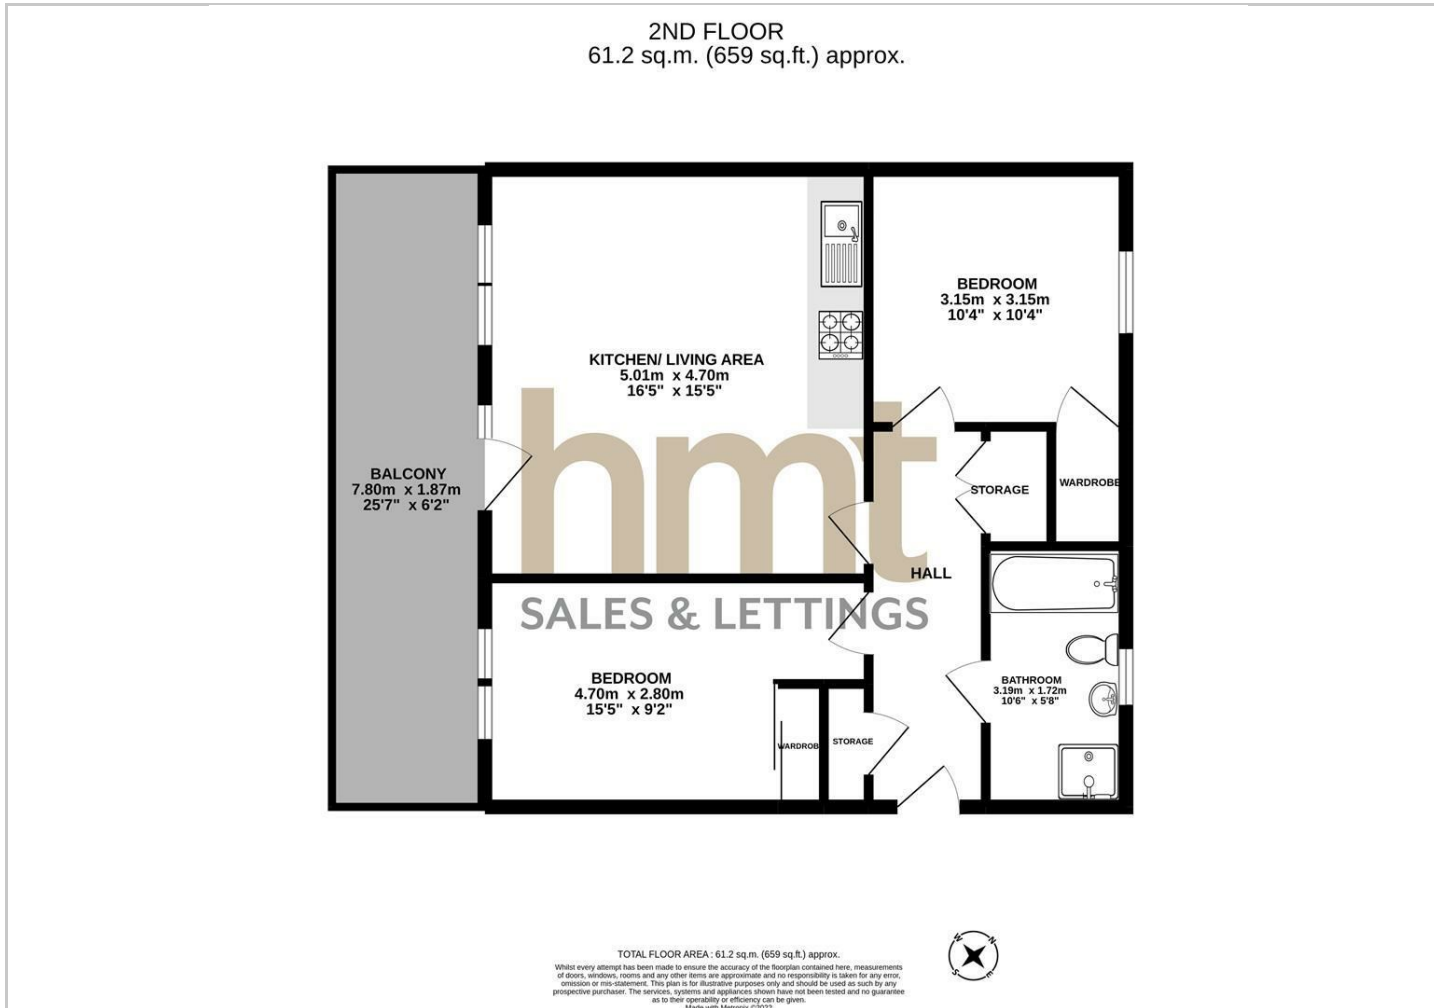 2ND FLOOR
61.2 sq.m. (659 sq.ft.) approx.
BEDROOM
3.15m x 3.15m
10'4" x 10'4"
KITCHEN/ LIVING AREA
5.01m x 4.70m
16'5" x 15'5"
hmt
SALES & LETTINGS
BALCONY
7.80m x 1.87m
25'7" x 6'2"
STORAGE
WARDROBE
HALL
BEDROOM
4.70m x 2.80m
15'5" x 9'2"
BATHROOM
3.19m x 1.72m
10'6" x 5'8"
WARDROB
STORAGE
TOTAL FLOOR AREA : 61.2 sq.m. (659 sq.ft.) approx.
Whilst every attempt has been made to ensure the accuracy of the floorplan contained here, measurements
of doors, windows, rooms and any other items are approximate and no responsibility is taken for any error,
omission or mis-statement. This plan is for illustrative purposes only and should be used as such by any
prospective purchaser. The services, systems and appliances shown have not been tested and no guarantee
as to their operability or efficiency can be given.
Made with Metropix ©2022
W N
S E